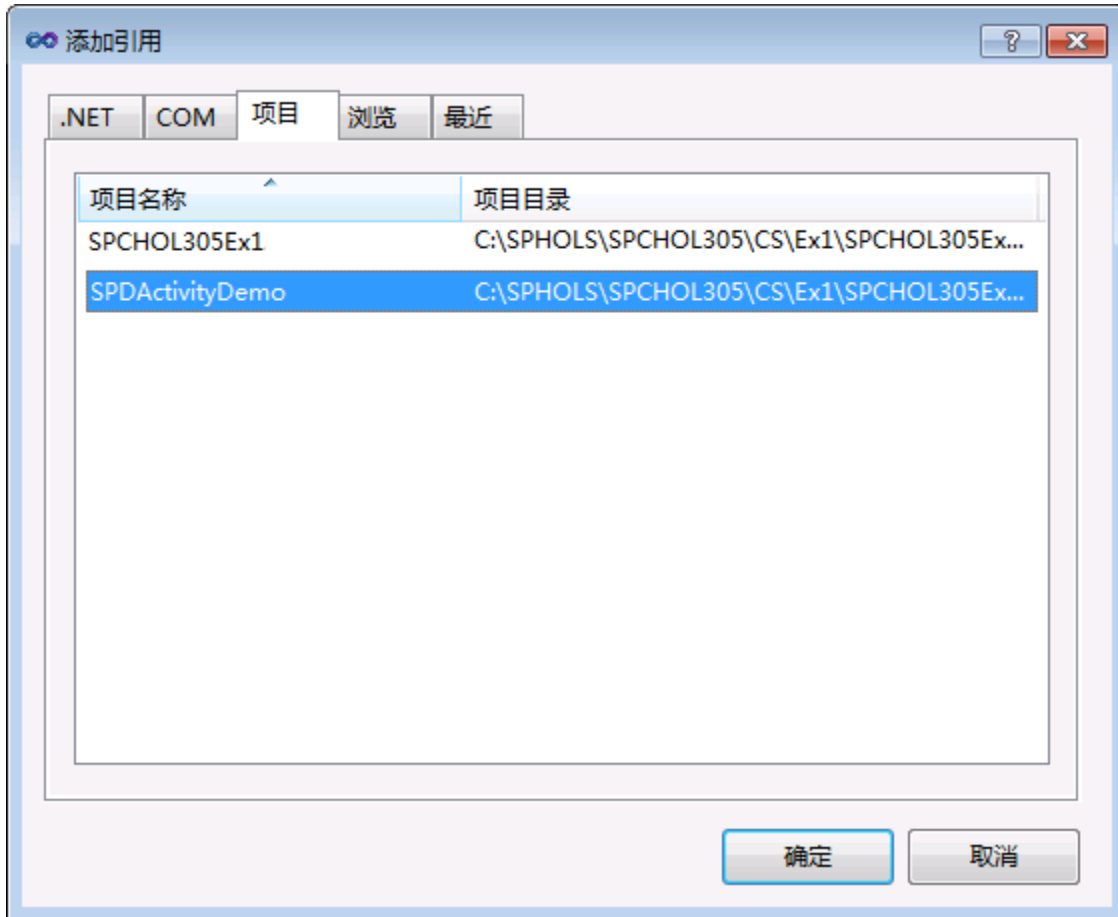 添加引用
.NET COM 项目 浏览 最近
项目名称 项目目录
SPCHOL305Ex1 C:\SPHOLS\SPCHOL305\CS\Ex1\SPCHOL305Ex...
SPDActivityDemo C:\SPHOLS\SPCHOL305\CS\Ex1\SPCHOL305Ex...
确定 取消